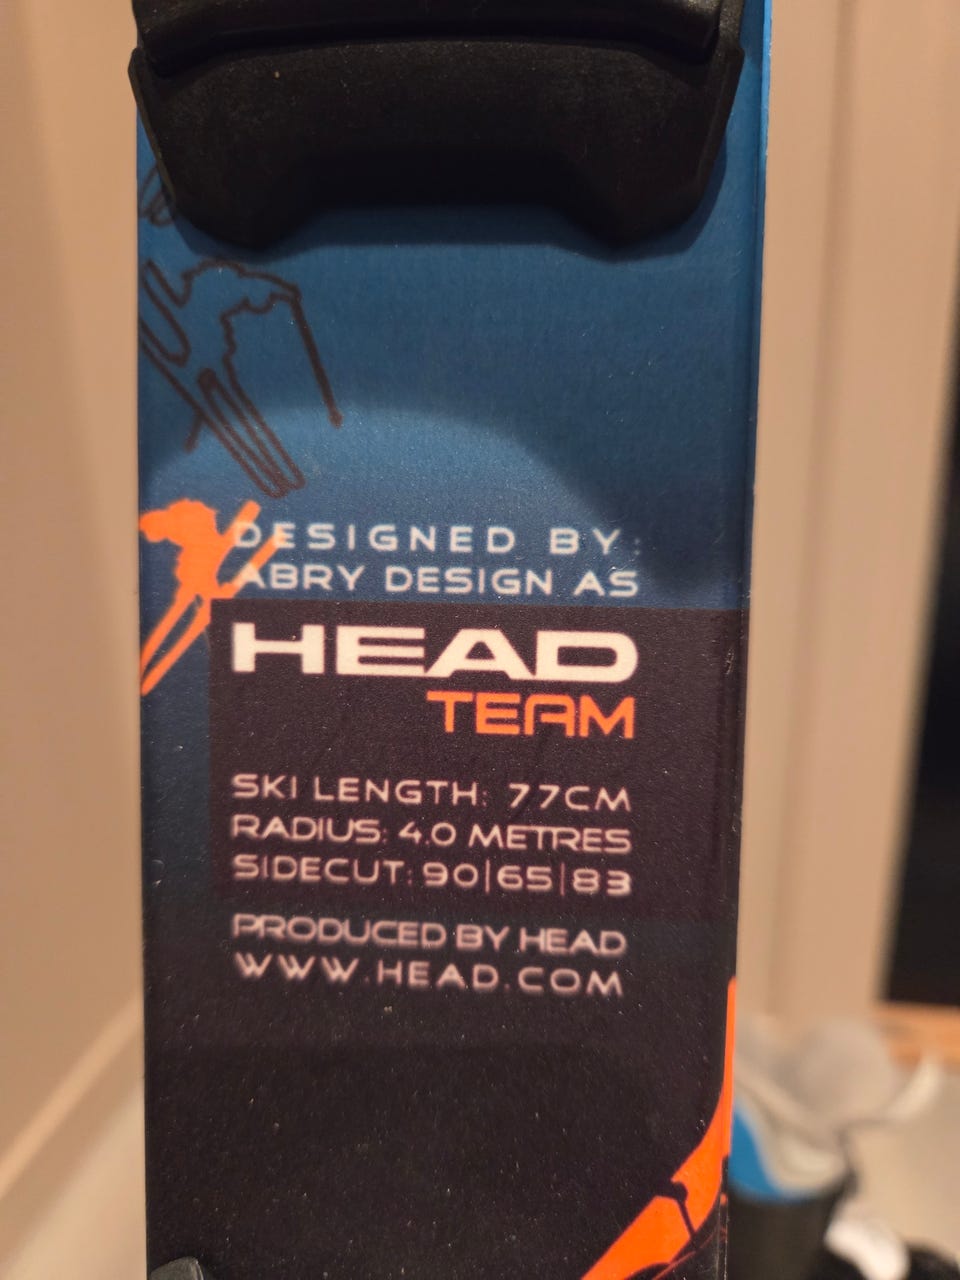 DESIGNED BY:
ABRY DESIGN AS
HEAD
TEAM
SKI LENGTH: 77CM
RADIUS: 4.0 METRES
SIDECUT: 90|65|83
PRODUCED BY HEAD
WWW.HEAD.COM